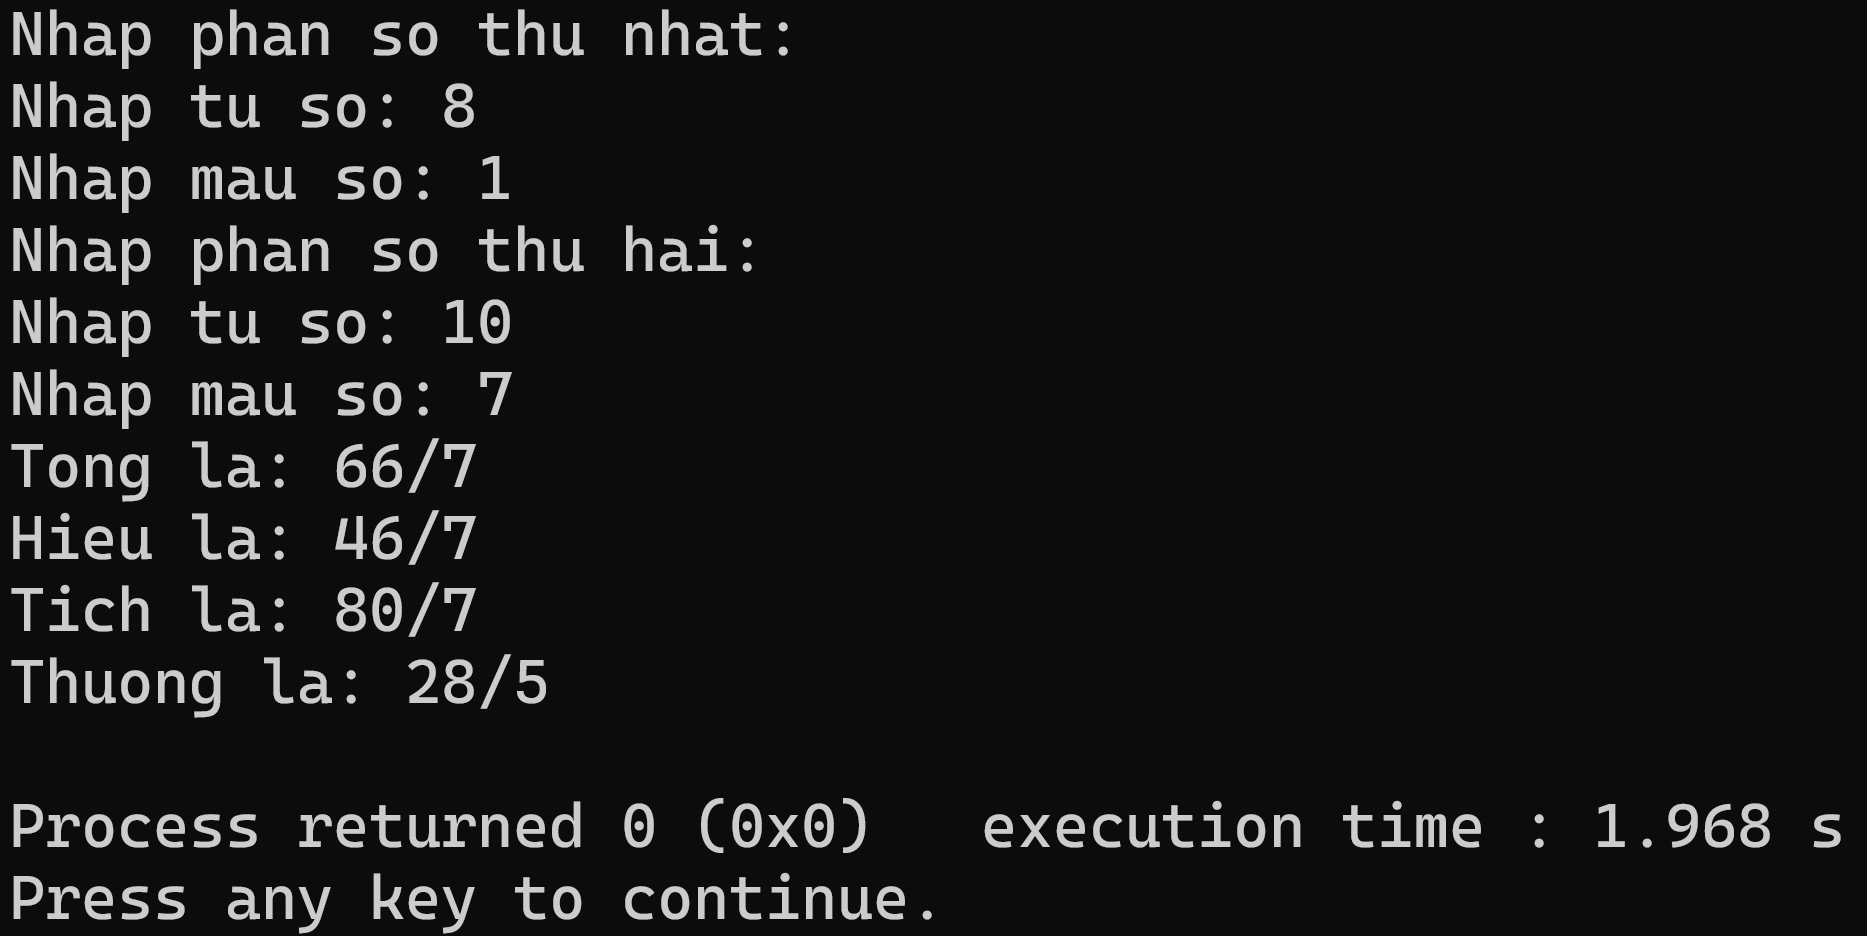 Nhap phan so thu nhat:
Nhap tu so: 8
Nhap mau so: 1
Nhap phan so thu hai:
Nhap tu so: 10
Nhap mau so: 7
Tong la: 66/7
Hieu la: 46/7
Tich la: 80/7
Thuong la: 28/5
Process returned 0 (0x0)   execution time : 1.968 s
Press any key to continue.